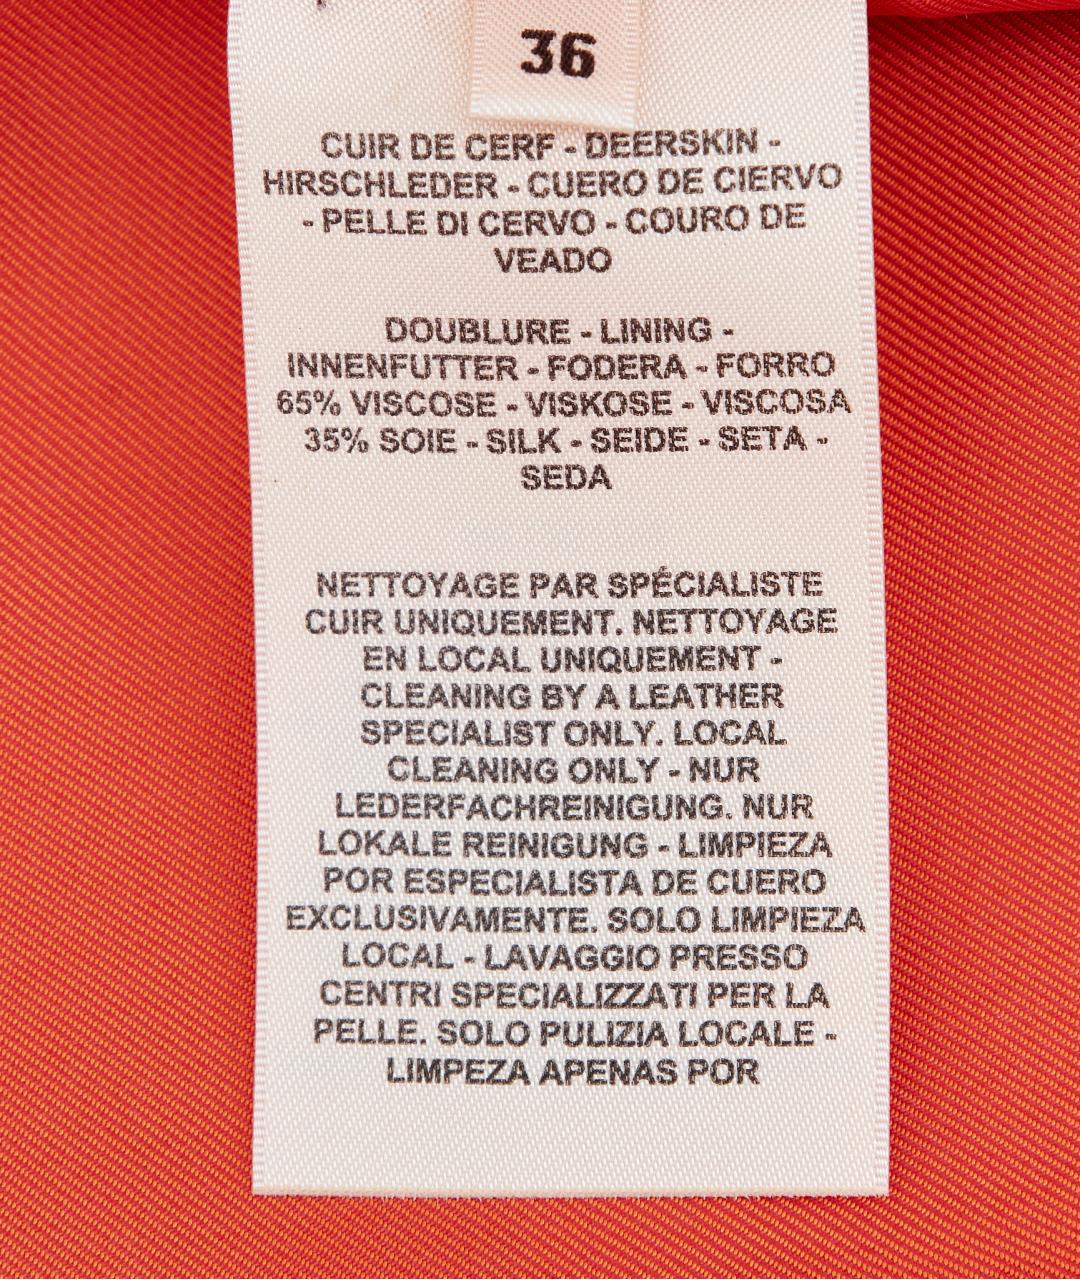 36
CUIR DE CERF - DEERSKIN -
HIRSCHLEDER - CUERO DE CIERVO
- PELLE DI CERVO - COURO DE
VEADO
DOUBLURE - LINING -
INNENFUTTER - FODERA - FORRO
65% VISCOSE - VISKOSE - VISCOSA
35% SOIE - SILK - SEIDE - SETA -
SEDA
NETTOYAGE PAR SPÉCIALISTE
CUIR UNIQUEMENT. NETTOYAGE
EN LOCAL UNIQUEMENT -
CLEANING BY A LEATHER
SPECIALIST ONLY. LOCAL
CLEANING ONLY - NUR
LEDERFACHREINIGUNG. NUR
LOKALE REINIGUNG - LIMPIEZA
POR ESPECIALISTA DE CUERO
EXCLUSIVAMENTE. SOLO LIMPIEZA
LOCAL - LAVAGGIO PRESSO
CENTRI SPECIALIZZATI PER LA
PELLE. SOLO PULIZIA LOCALE -
LIMPEZA APENAS POR